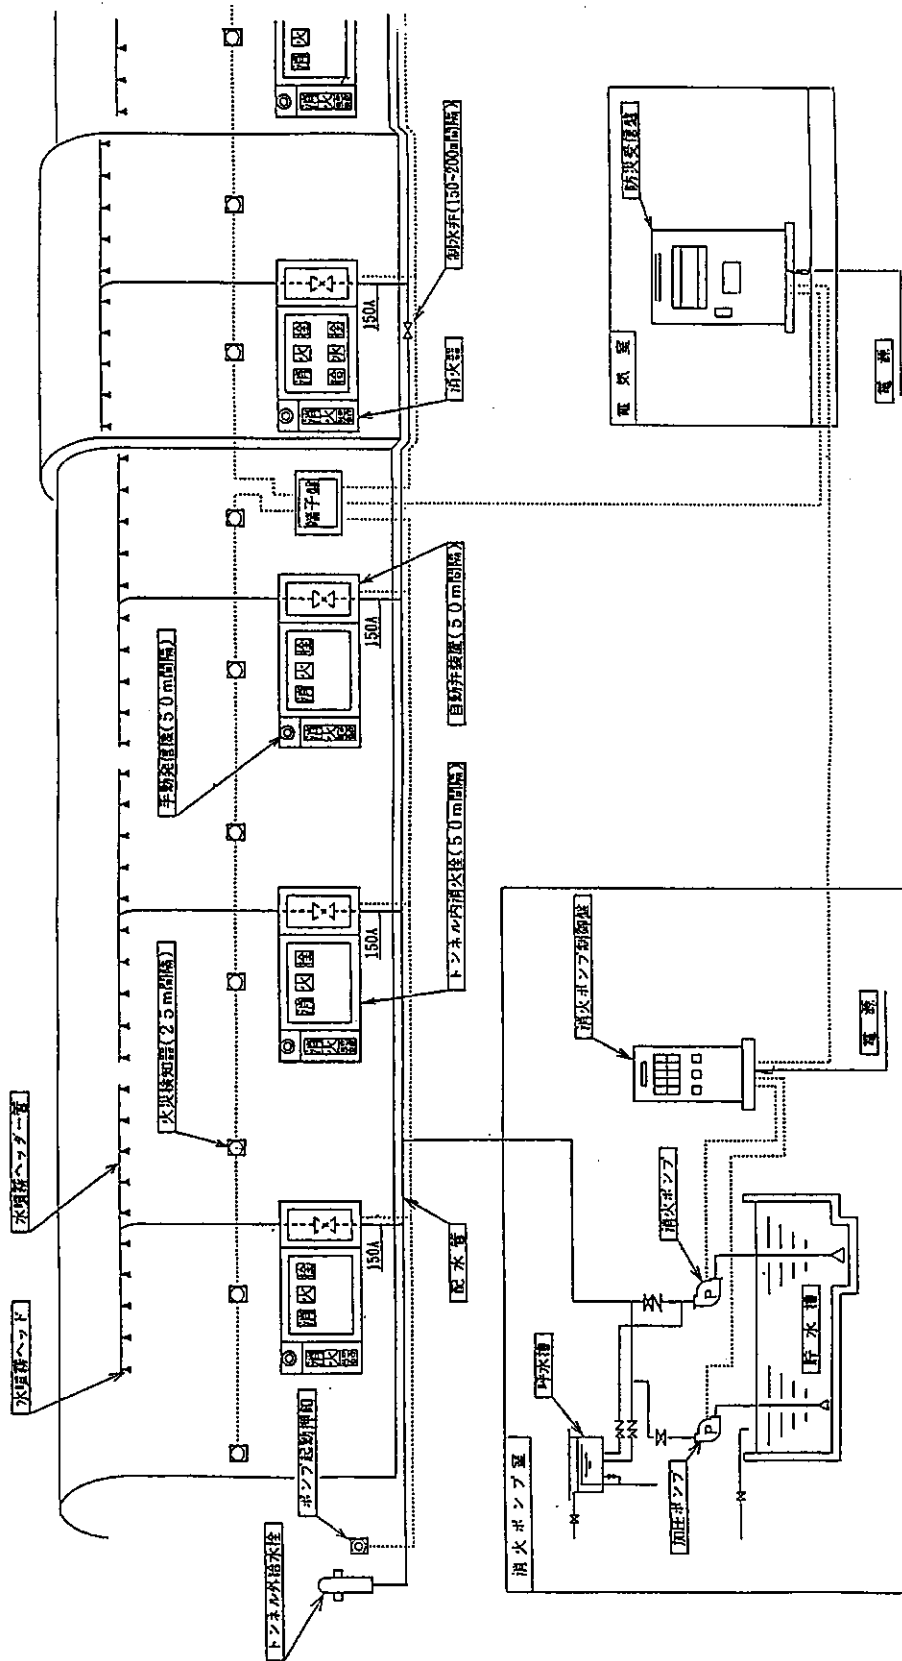 水噴霧ヘッド
水噴霧ヘッダー管
火災検知器(25m間隔)
手動発信機(50m間隔)
トンネル外給水栓
ポンプ起動押釦
消火器
消火栓
150A
消火器
消火栓
150A
消火器
消火栓
150A
端子盤
消火器
消火栓
給水栓
150A
消火器
消火
配水管
トンネル内消火栓(50m間隔)
自動弁装置(50m間隔)
消火器
制水弁(150~200m間隔)
消火ポンプ室
呼水槽
加圧ポンプ
P
消火ポンプ
P
貯水槽
消火ポンプ制御盤
電源
電気室
防災受信盤
電源